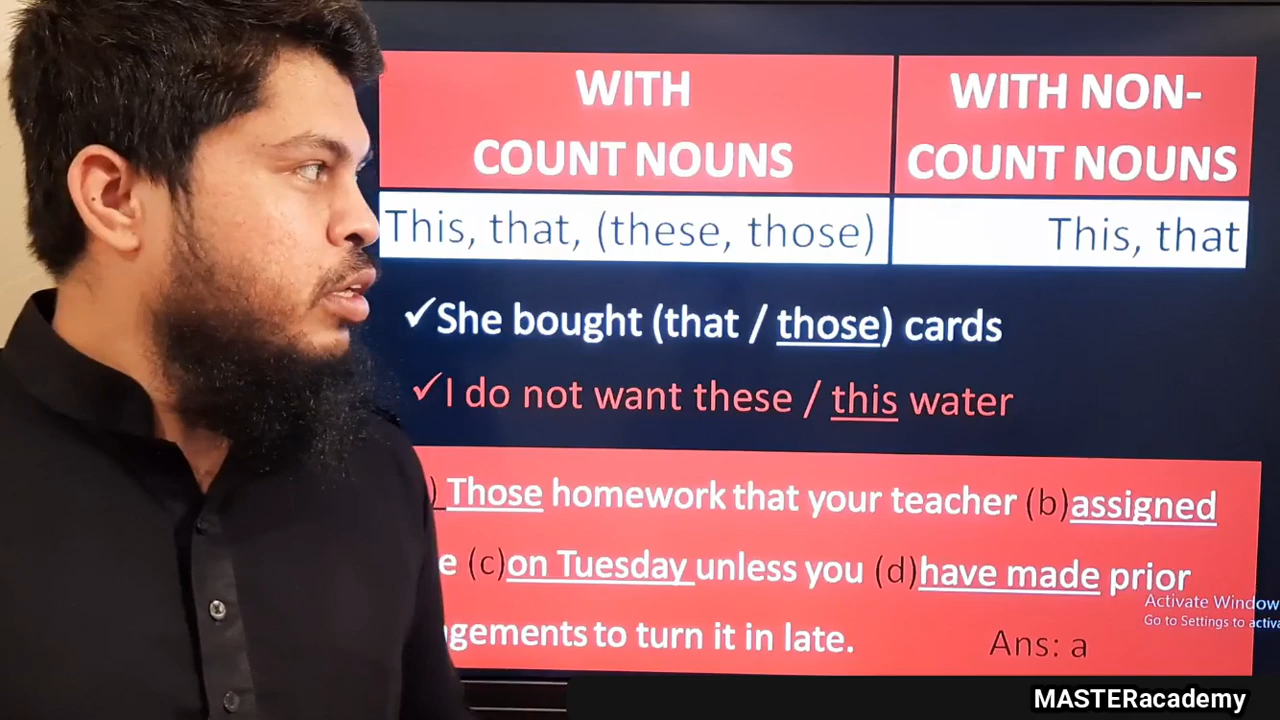 WITH
COUNT NOUNS
WITH NON-
COUNT NOUNS
This, that, (these, those)
This, that
✓She bought (that / those) cards
✓I do not want these / this water
) Those homework that your teacher (b)assigned
(c)on Tuesday unless you (d)have made prior
to turn it in late.
Ans: a
Activate Window
Go to Settings to activa
MASTERacademy